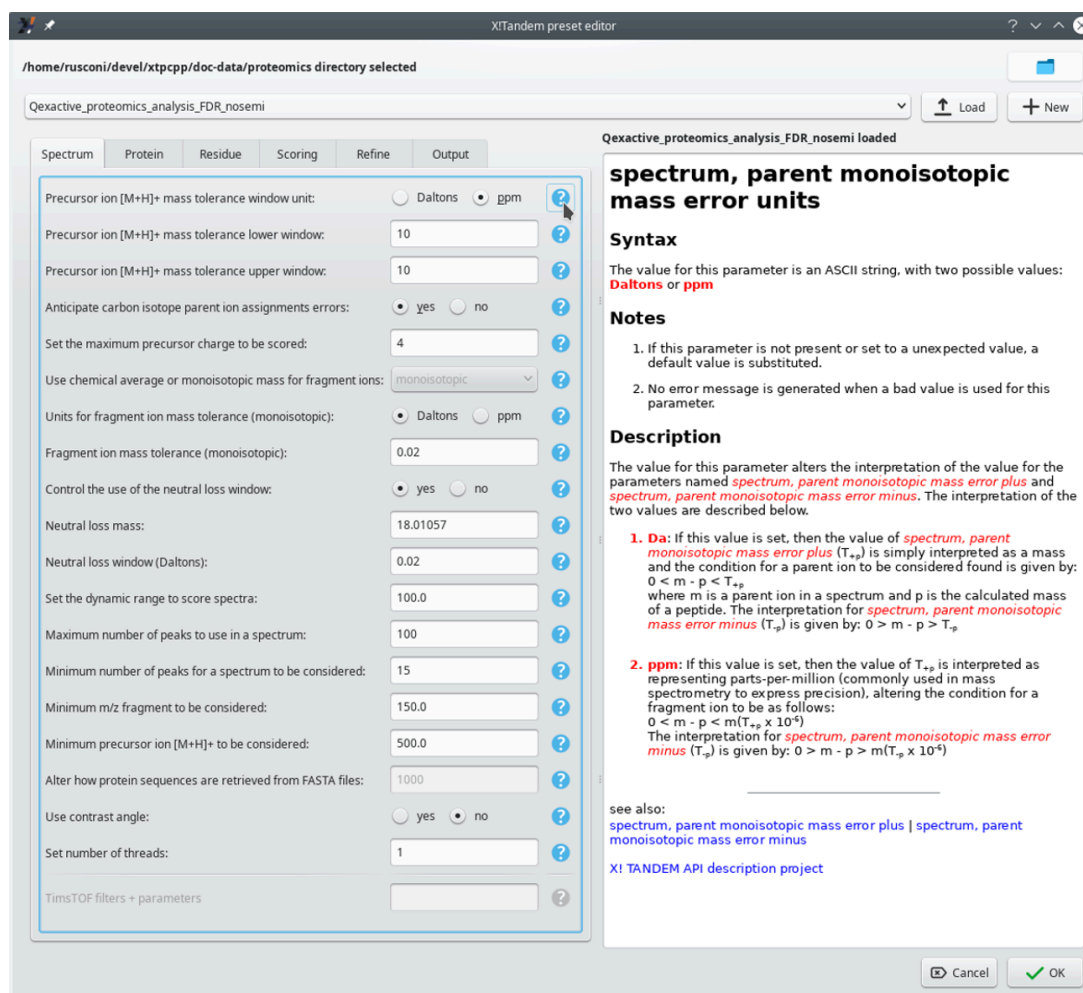 X!Tandem preset editor
/home/rusconi/devel/xtpcpp/doc-data/proteomics directory selected
Qexactive_proteomics_analysis_FDR_nosemi
Load
New
Spectrum Protein Residue Scoring Refine Output
Precursor ion [M+H]+ mass tolerance window unit: Daltons ppm ?
Precursor ion [M+H]+ mass tolerance lower window: 10 ?
Precursor ion [M+H]+ mass tolerance upper window: 10 ?
Anticipate carbon isotope parent ion assignments errors: yes no ?
Set the maximum precursor charge to be scored: 4 ?
Use chemical average or monoisotopic mass for fragment ions: monoisotopic ?
Units for fragment ion mass tolerance (monoisotopic): Daltons ppm ?
Fragment ion mass tolerance (monoisotopic): 0.02 ?
Control the use of the neutral loss window: yes no ?
Neutral loss mass: 18.01057 ?
Neutral loss window (Daltons): 0.02 ?
Set the dynamic range to score spectra: 100.0 ?
Maximum number of peaks to use in a spectrum: 100 ?
Minimum number of peaks for a spectrum to be considered: 15 ?
Minimum m/z fragment to be considered: 150.0 ?
Minimum precursor ion [M+H]+ to be considered: 500.0 ?
Alter how protein sequences are retrieved from FASTA files: 1000 ?
Use contrast angle: yes no ?
Set number of threads: 1 ?
TimsTOF filters + parameters ?
Qexactive_proteomics_analysis_FDR_nosemi loaded
spectrum, parent monoisotopic
mass error units
Syntax
The value for this parameter is an ASCII string, with two possible values:
Daltons or ppm
Notes
1. If this parameter is not present or set to a unexpected value, a
default value is substituted.
2. No error message is generated when a bad value is used for this
parameter.
Description
The value for this parameter alters the interpretation of the value for the
parameters named spectrum, parent monoisotopic mass error plus and
spectrum, parent monoisotopic mass error minus. The interpretation of the
two values are described below.
1. Da: If this value is set, then the value of spectrum, parent
monoisotopic mass error plus (T+p) is simply interpreted as a mass
and the condition for a parent ion to be considered found is given by:
0 < m - p < T+p
where m is a parent ion in a spectrum and p is the calculated mass
of a peptide. The interpretation for spectrum, parent monoisotopic
mass error minus (T-p) is given by: 0 > m - p > T-p
2. ppm: If this value is set, then the value of T+p is interpreted as
representing parts-per-million (commonly used in mass
spectrometry to express precision), altering the condition for a
fragment ion to be as follows:
0 < m - p < m(T+p x 10-6)
The interpretation for spectrum, parent monoisotopic mass error
minus (T-p) is given by: 0 > m - p > m(T-p x 10-6)
see also:
spectrum, parent monoisotopic mass error plus | spectrum, parent
monoisotopic mass error minus
X! TANDEM API description project
Cancel
OK